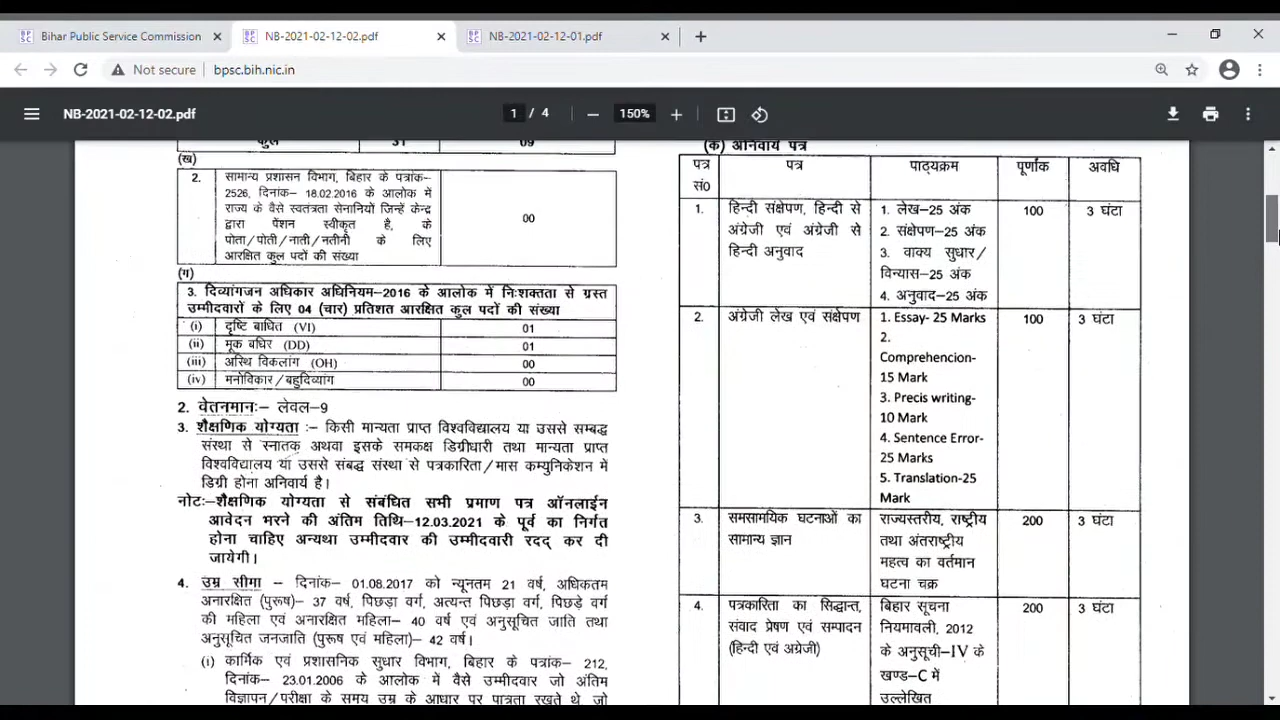 Bihar Public Service Commission
NB-2021-02-12-02.pdf
NB-2021-02-12-01.pdf
Not secure
bpsc.bih.nic.in
NB-2021-02-12-02.pdf
1 / 4
150%
कुल 31 09
(ख)
2. सामान्य प्रशासन विभाग, बिहार के पत्रांक-
2526, दिनांक- 18.02.2016 के आलोक में
राज्य के वैसे स्वतंत्रता सेनानियों जिन्हें केन्द्र
द्वारा पेंशन स्वीकृत है, के
पोता/पोती/नाती/नतीनी के लिए
आरक्षित कुल पदों की संख्या
00
(ग)
3. दिव्यांगजन अधिकार अधिनियम-2016 के आलोक में निःशक्तता से ग्रस्त
उम्मीदवारों के लिए 04 (चार) प्रतिशत आरक्षित कुल पदों की संख्या
(i) दृष्टि बाधित (VI) 01
(ii) मूक बधिर (DD) 01
(iii) अस्थि विकलांग (OH) 00
(iv) मनोविकार/बहुदिव्यांग 00
2. वेतनमानः- लेवल-9
3. शैक्षणिक योग्यता :- किसी मान्यता प्राप्त विश्वविद्यालय या उससे सम्बद्ध
संस्था से स्नातक अथवा इसके समकक्ष डिग्रीधारी तथा मान्यता प्राप्त
विश्वविद्यालय या उससे संबद्ध संस्था से पत्रकारिता/मास कम्युनिकेशन में
डिग्री होना अनिवार्य है।
नोटः-शैक्षणिक योग्यता से संबंधित सभी प्रमाण पत्र ऑनलाईन
आवेदन भरने की अंतिम तिथि-12.03.2021 के पूर्व का निर्गत
होना चाहिए अन्यथा उम्मीदवार की उम्मीदवारी रदद् कर दी
जायेगी।
4. उम्र सीमा - दिनांक- 01.08.2017 को न्यूनतम 21 वर्ष, अधिकतम
अनारक्षित (पुरूष)- 37 वर्ष, पिछड़ा वर्ग, अत्यन्त पिछड़ा वर्ग, पिछड़े वर्ग
की महिला एवं अनारक्षित महिला- 40 वर्ष एवं अनुसूचित जाति तथा
अनुसूचित जनजाति (पुरूष एवं महिला)- 42 वर्ष।
(i) कार्मिक एवं प्रशासनिक सुधार विभाग, बिहार के पत्रांक- 212,
दिनांक- 23.01.2006 के आलोक में वैसे उम्मीदवार जो अंतिम
विज्ञापन/परीक्षा के समय उम्र के आधार पर पात्रता रखते थे जो
(क) अनिवार्य पत्र
पत्र सं0 पत्र पाठ्यक्रम पूर्णांक अवधि
1. हिन्दी संक्षेपण, हिन्दी से
अंग्रेजी एवं अंग्रेजी से
हिन्दी अनुवाद
1. लेख-25 अंक
2. संक्षेपण-25 अंक
3. वाक्य सुधार/
विन्यास-25 अंक
4. अनुवाद-25 अंक
100 3 घंटा
2. अंग्रेजी लेख एवं संक्षेपण
1. Essay- 25 Marks
2.
Comprehencion-
15 Mark
3. Precis writing-
10 Mark
4. Sentence Error-
25 Marks
5. Translation-25
Mark
100 3 घंटा
3. समसामयिक घटनाओं का
सामान्य ज्ञान
राज्यस्तरीय, राष्ट्रीय
तथा अंतराष्ट्रीय
महत्व का वर्तमान
घटना चक्र
200 3 घंटा
4. पत्रकारिता का सिद्धान्त,
संवाद प्रेषण एवं सम्पादन
(हिन्दी एवं अंग्रेजी)
बिहार सूचना
नियमावली, 2012
के अनुसूची-IV के
खण्ड-C में
उल्लेखित
200 3 घंटा